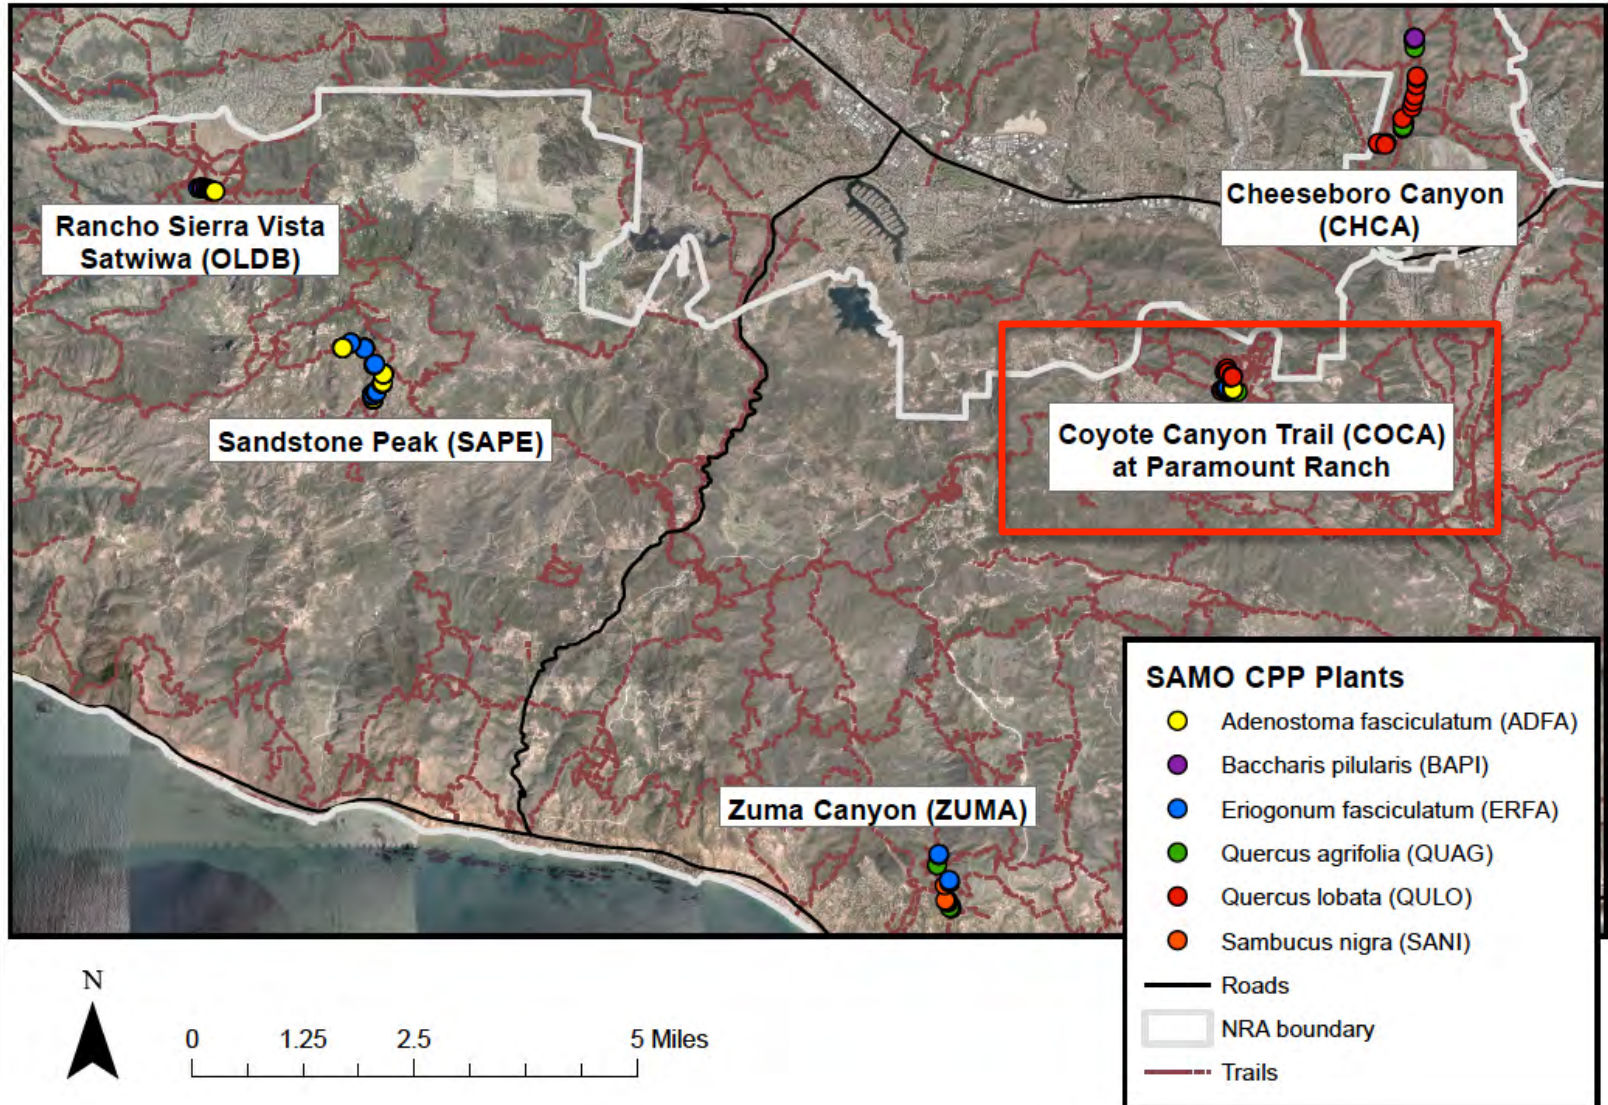 Cheeseboro Canyon
(CHCA)
Rancho Sierra Vista
Satwiwa (OLDB)
Sandstone Peak (SAPE)
Coyote Canyon Trail (COCA)
at Paramount Ranch
Zuma Canyon (ZUMA)
SAMO CPP Plants
Adenostoma fasciculatum (ADFA)
Baccharis pilularis (BAPI)
Eriogonum fasciculatum (ERFA)
Quercus agrifolia (QUAG)
Quercus lobata (QULO)
Sambucus nigra (SANI)
Roads
NRA boundary
Trails
N
0 1.25 2.5 5 Miles